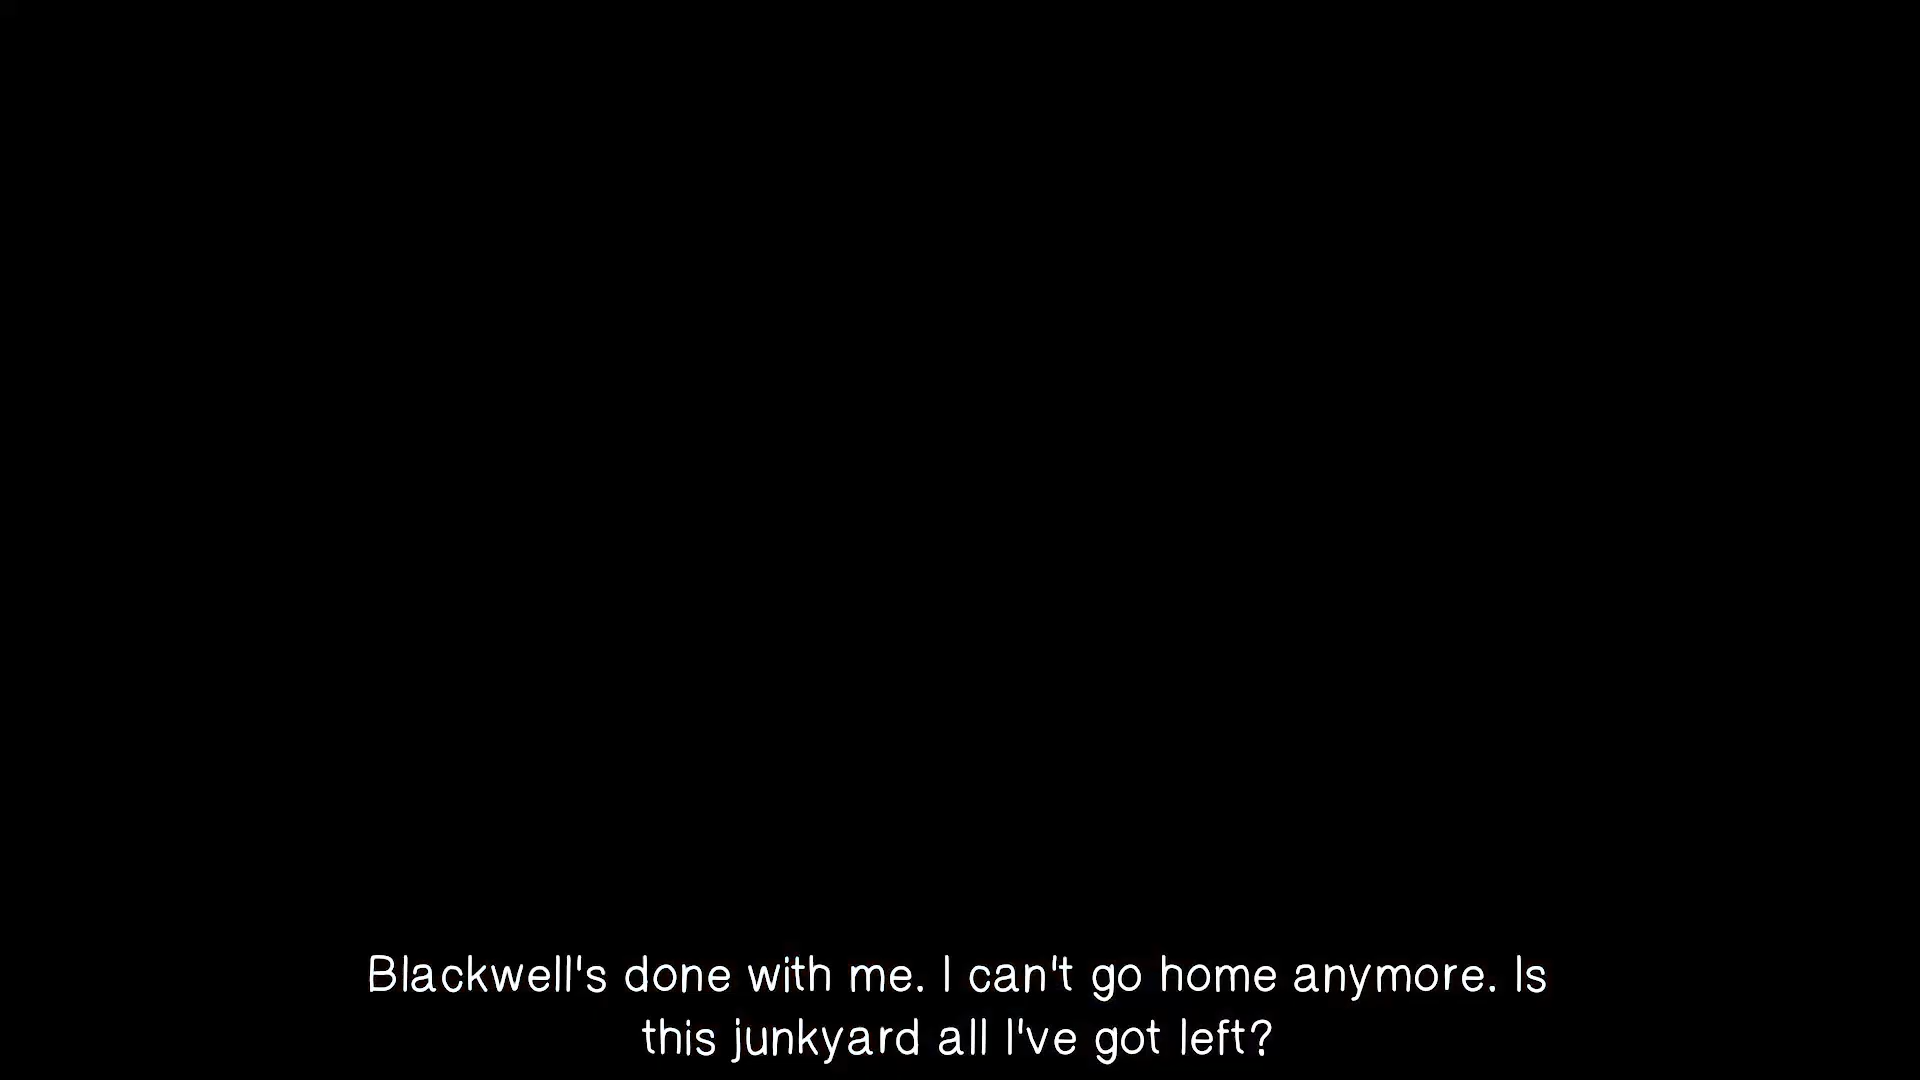 Blackwell's done with me. I can't go home anymore. Is
this junkyard all I've got left?